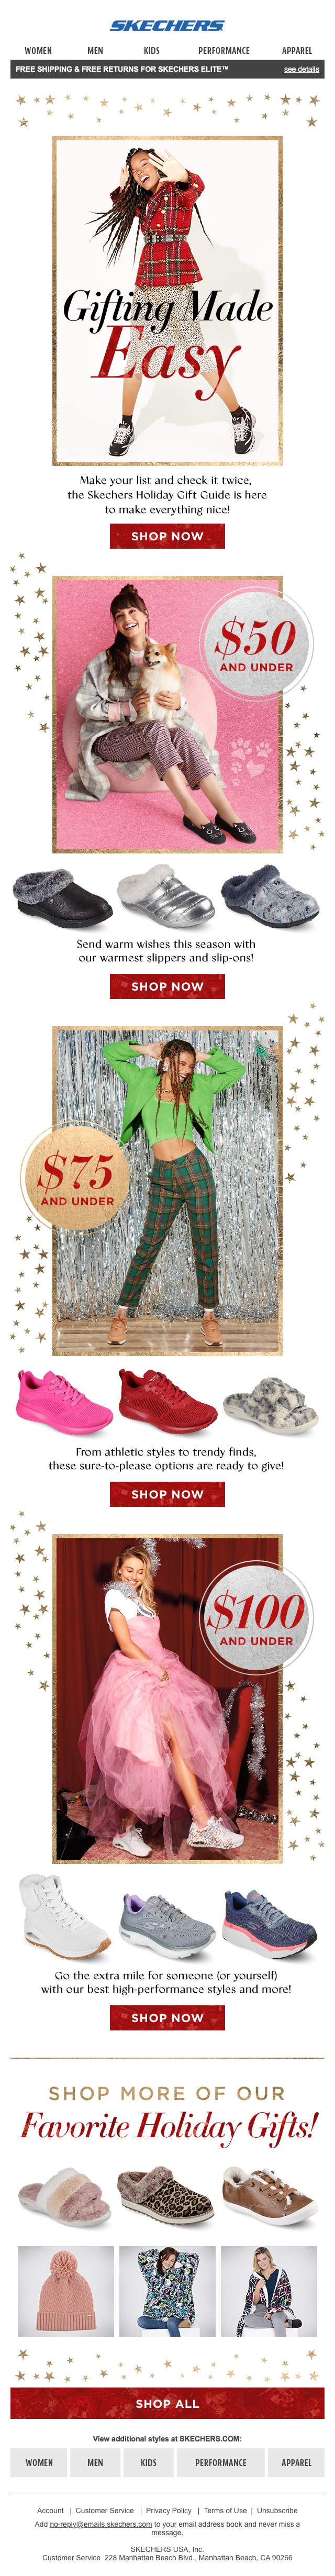 SKECHERS
WOMEN MEN KIDS PERFORMANCE APPAREL
FREE SHIPPING & FREE RETURNS FOR SKECHERS ELITE™ see details
Gifting Made
Easy
Make your list and check it twice,
the Skechers Holiday Gift Guide is here
to make everything nice!
SHOP NOW
$50
AND UNDER
Send warm wishes this season with
our warmest slippers and slip-ons!
SHOP NOW
$75
AND UNDER
From athletic styles to trendy finds,
these sure-to-please options are ready to give!
SHOP NOW
$100
AND UNDER
Go the extra mile for someone (or yourself)
with our best high-performance styles and more!
SHOP NOW
SHOP MORE OF OUR
Favorite Holiday Gifts!
SHOP ALL
View additional styles at SKECHERS.COM:
WOMEN MEN KIDS PERFORMANCE APPAREL
Account | Customer Service | Privacy Policy | Terms of Use | Unsubscribe
Add no-reply@emails.skechers.com to your email address book and never miss a
message.
SKECHERS USA, Inc.
Customer Service 228 Manhattan Beach Blvd., Manhattan Beach, CA 90266